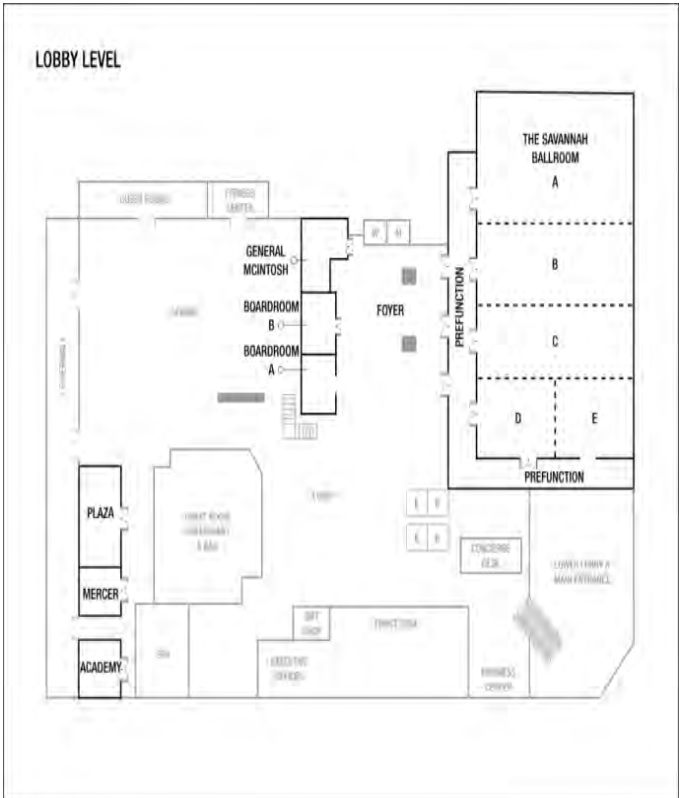 LOBBY LEVEL
THE SAVANNAH
BALLROOM
A
FITNESS
CENTER
W
M
GENERAL
MCINTOSH
B
BOARDROOM
B
FOYER
PREFUNCTION
BOARDROOM
A
C
D
E
PREFUNCTION
PLAZA
CONCIERGE
DESK
LOWER LOBBY &
MAIN ENTRANCE
MERCER
GIFT
SHOP
ACADEMY
EXECUTIVE
OFFICES
BUSINESS
CENTER